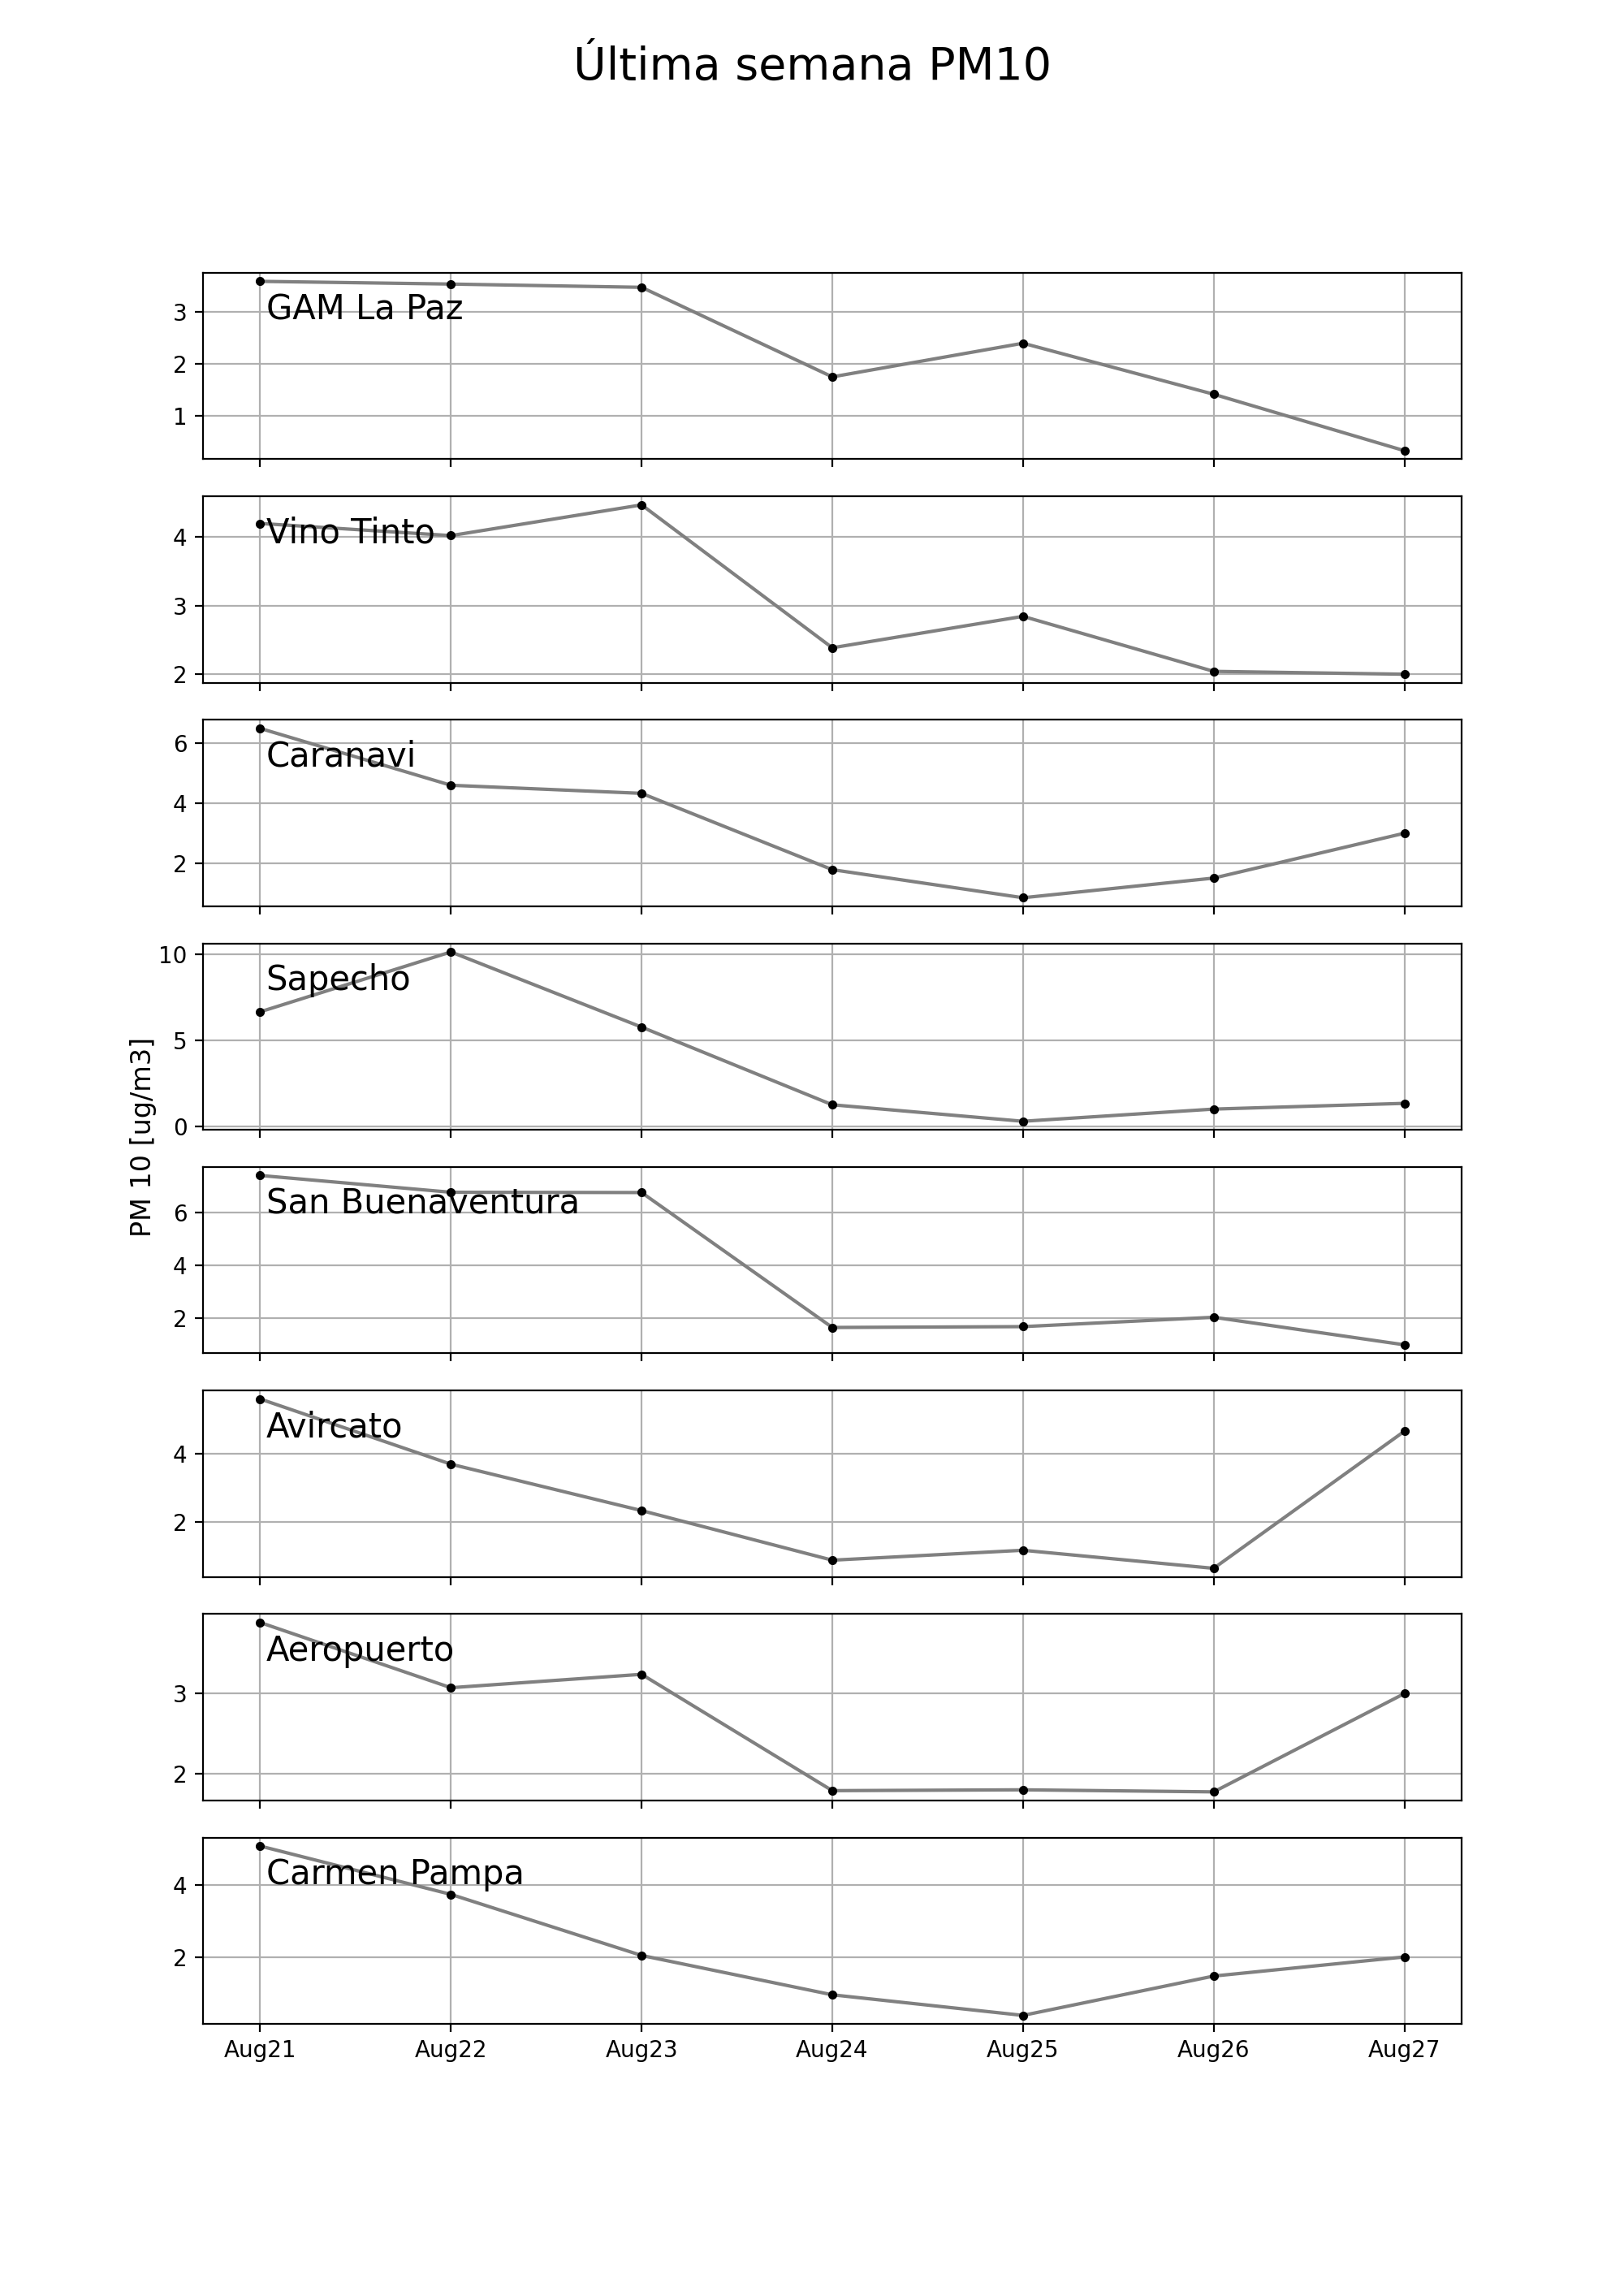 Última semana PM10
GAM La Paz
3
2
1
Vino Tinto
4
3
2
Caranavi
6
4
2
Sapecho
10
5
0
PM 10 [ug/m3]
San Buenaventura
6
4
2
Avircato
4
2
Aeropuerto
3
2
Carmen Pampa
4
2
Aug21 Aug22 Aug23 Aug24 Aug25 Aug26 Aug27